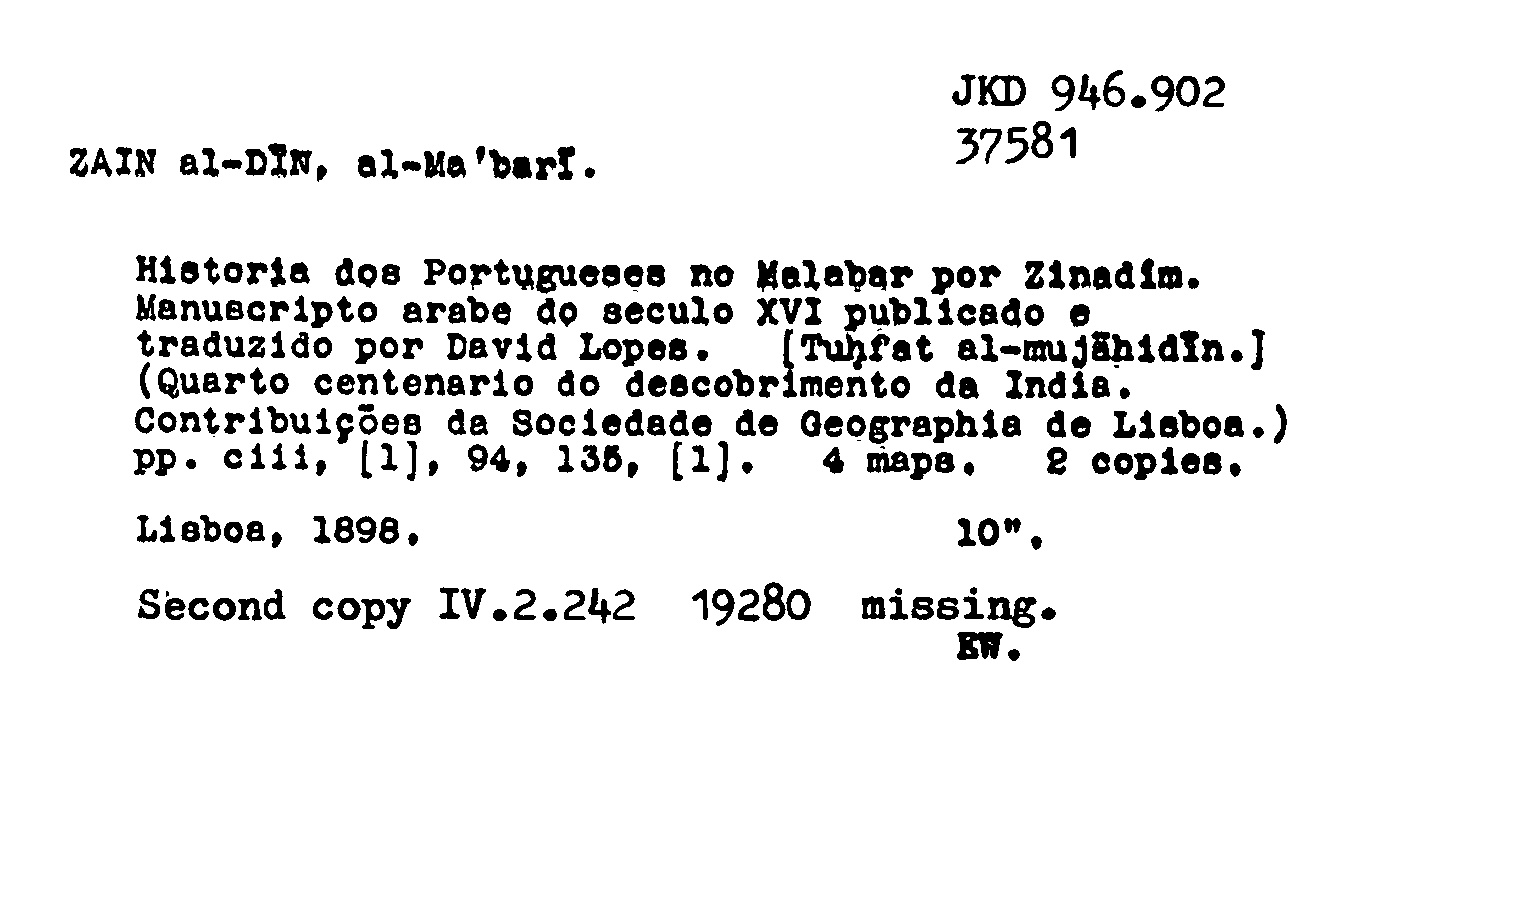 JKD 946.902
37581
ZAIN al-DĪN, al-Ma'barī.
Historia dos Portugueses no Malabar por Zinadím.
Manuscripto arabe do seculo XVI publicado e
traduzido por David Lopes. [Tuḥfat al-mujāhidīn.]
(Quarto centenario do descobrimento da India.
Contribuições da Sociedade de Geographia de Lisboa.)
pp. ciii, [1], 94, 135, [1]. 4 maps. 2 copies.
Lisboa, 1898. 10".
Second copy IV.2.242 19280 missing.
EW.